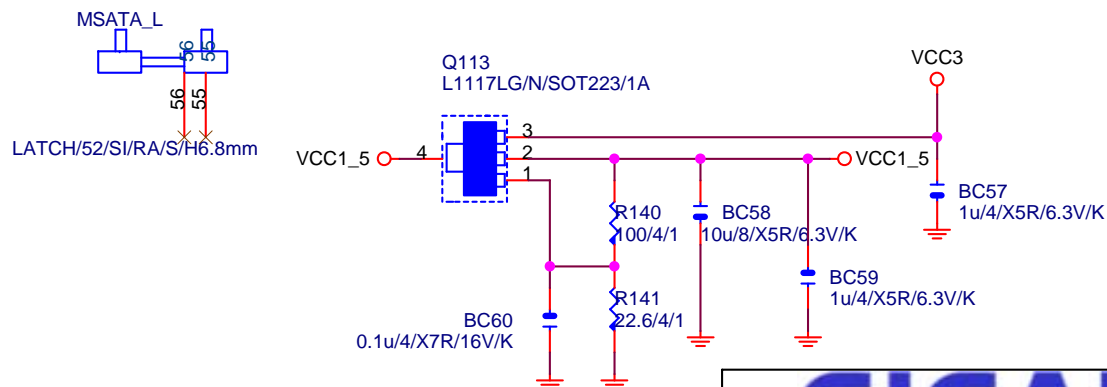 MSATA_L
56
55
56
55
LATCH/52/SI/RA/S/H6.8mm
Q113
L1117LG/N/SOT223/1A
VCC3
3
VCC1_5
4
2
VCC1_5
1
BC57
1u/4/X5R/6.3V/K
R140
100/4/1
BC58
10u/8/X5R/6.3V/K
BC59
1u/4/X5R/6.3V/K
R141
22.6/4/1
BC60
0.1u/4/X7R/16V/K